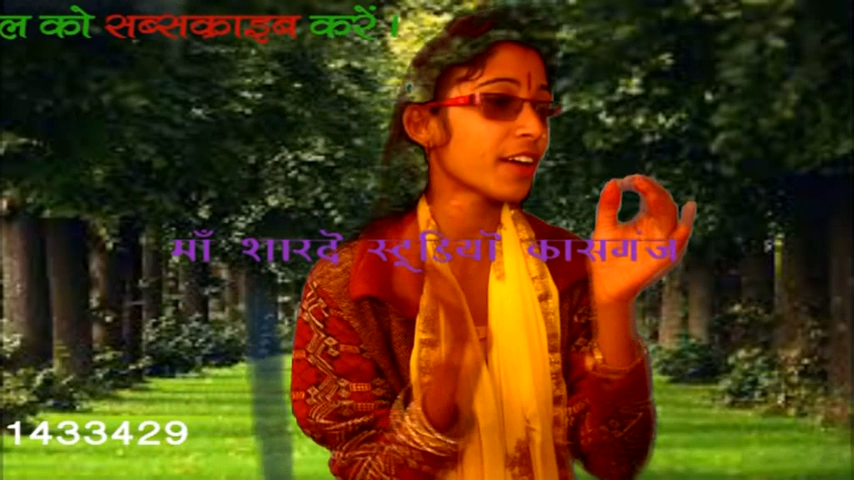 ल को सब्सक्राइब करें।
माँ शारदे स्टूडियों कासगंज
1433429